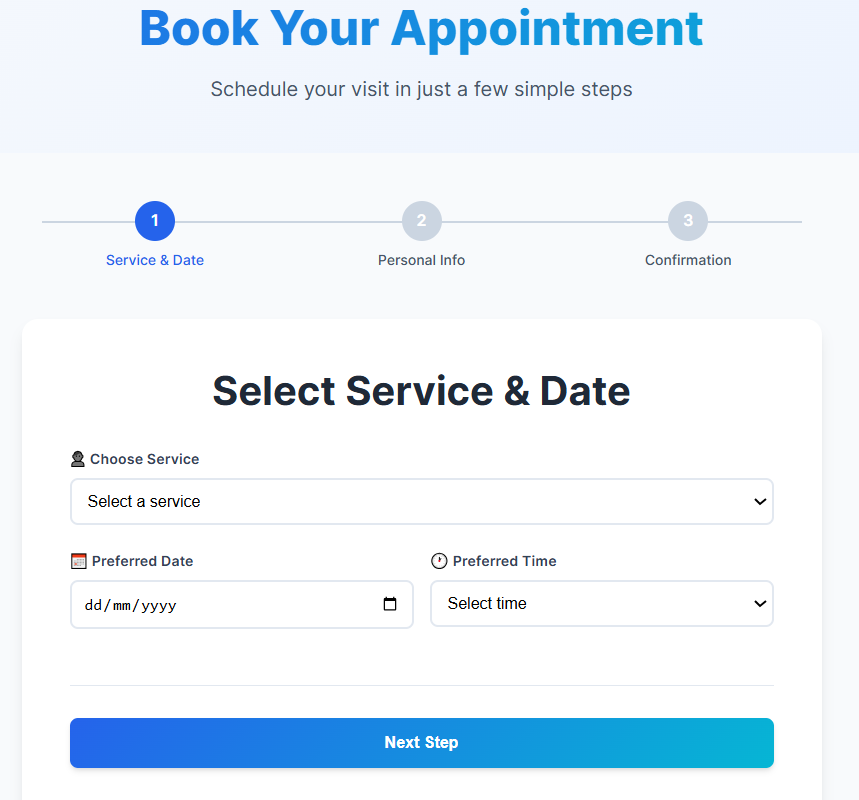 Book Your Appointment
Schedule your visit in just a few simple steps
1 2 3
Service & Date Personal Info Confirmation
Select Service & Date
Choose Service
Select a service
Preferred Date Preferred Time
dd/mm/yyyy Select time
Next Step